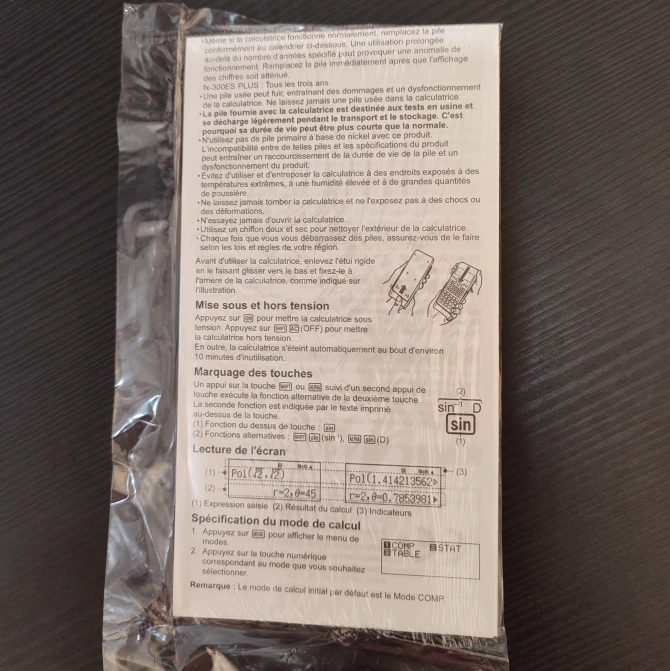 • Même si la calculatrice fonctionne normalement, remplacez la pile
conformément au calendrier ci-dessous. Une utilisation prolongée
au-delà du nombre d'années spécifié peut provoquer une anomalie de
fonctionnement. Remplacez la pile immédiatement après que l'affichage
des chiffres soit atténué.
fx-300ES PLUS : Tous les trois ans
• Une pile usée peut fuir, entraînant des dommages et un dysfonctionnement
de la calculatrice. Ne laissez jamais une pile usée dans la calculatrice.
• La pile fournie avec la calculatrice est destinée aux tests en usine et
se décharge légèrement pendant le transport et le stockage. C'est
pourquoi sa durée de vie peut être plus courte que la normale.
• N'utilisez pas de pile primaire à base de nickel avec ce produit.
L'incompatibilité entre de telles piles et les spécifications du produit
peut entraîner un raccourcissement de la durée de vie de la pile et un
dysfonctionnement du produit.
• Évitez d'utiliser et d'entreposer la calculatrice à des endroits exposés à des
températures extrêmes, à une humidité élevée et à de grandes quantités
de poussière.
• Ne laissez jamais tomber la calculatrice et ne l'exposez pas à des chocs ou
des déformations.
• N'essayez jamais d'ouvrir la calculatrice.
• Utilisez un chiffon doux et sec pour nettoyer l'extérieur de la calculatrice.
• Chaque fois que vous vous débarrassez des piles, assurez-vous de le faire
selon les lois et règles de votre région.
Avant d'utiliser la calculatrice, enlevez l'étui rigide
en le faisant glisser vers le bas et fixez-le à
l'arrière de la calculatrice, comme indiqué sur
l'illustration.
Mise sous et hors tension
Appuyez sur ON pour mettre la calculatrice sous
tension. Appuyez sur SHIFT AC (OFF) pour mettre
la calculatrice hors tension.
En outre, la calculatrice s'éteint automatiquement au bout d'environ
10 minutes d'inutilisation.
Marquage des touches
Un appui sur la touche SHIFT ou ALPHA suivi d'un second appui de
touche exécute la fonction alternative de la deuxième touche.
La seconde fonction est indiquée par le texte imprimé
au-dessus de la touche.
(1) Fonction du dessus de touche : sin
(2) Fonctions alternatives : SHIFT sin (sin⁻¹), ALPHA sin (D)
(2)
sin⁻¹ D
sin
(1)
Lecture de l'écran
(1) Pol(√2,√2) Math▲
(2) r=2,θ=45
Pol(1.414213562▷ Math▲ (3)
r=2,θ=0.7853981▶
(1) Expression saisie (2) Résultat du calcul (3) Indicateurs
Spécification du mode de calcul
1. Appuyez sur MODE pour afficher le menu de
modes.
2. Appuyez sur la touche numérique
correspondant au mode que vous souhaitez
sélectionner.
1:COMP 2:STAT
3:TABLE
Remarque : Le mode de calcul initial par défaut est le Mode COMP.